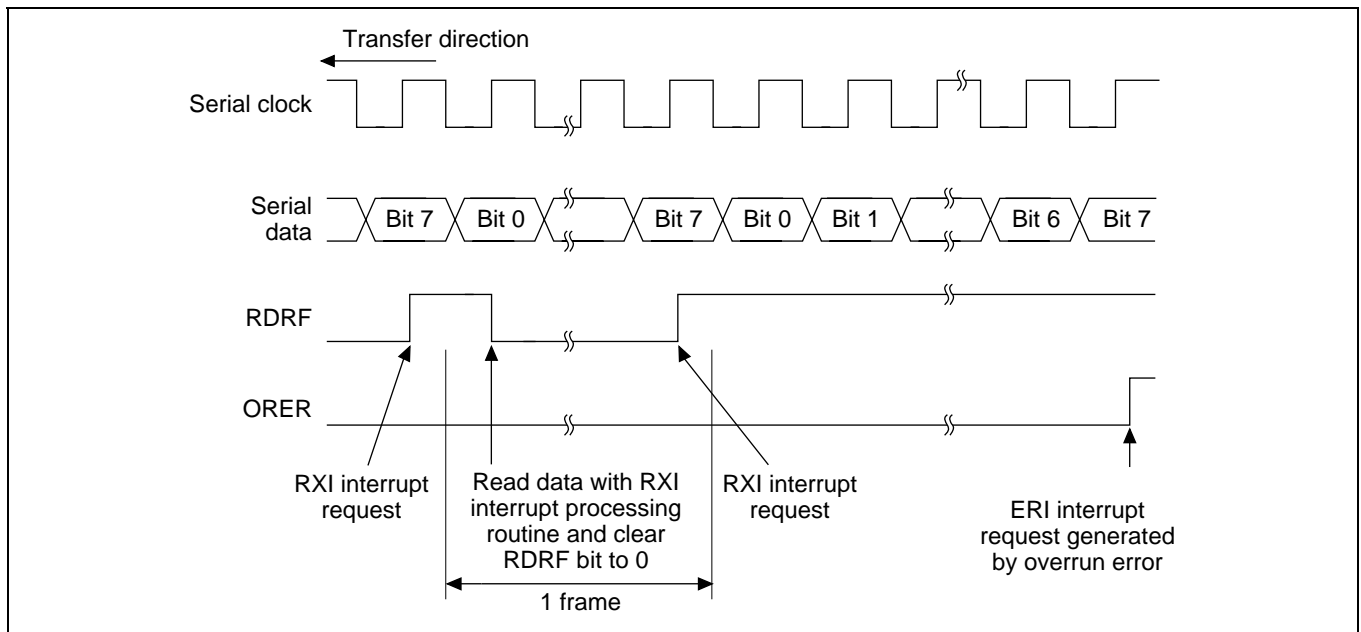 Transfer direction
Serial clock
Serial
data
Bit 7
Bit 0
Bit 7
Bit 0
Bit 1
Bit 6
Bit 7
RDRF
ORER
RXI interrupt
request
Read data with RXI
interrupt processing
routine and clear
RDRF bit to 0
RXI interrupt
request
ERI interrupt
request generated
by overrun error
1 frame